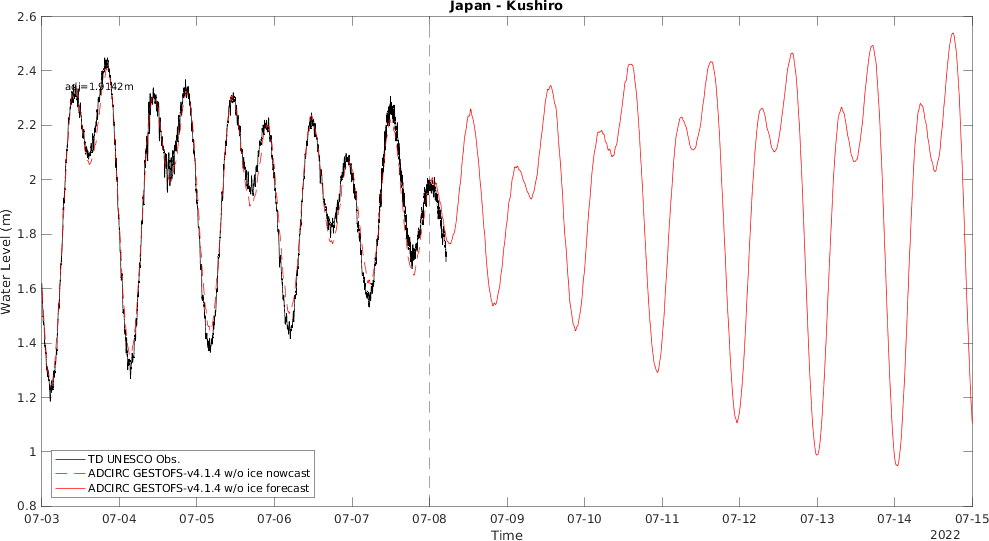 Japan - Kushiro
2.6
2.4
2.2
2
1.8
1.6
1.4
1.2
1
0.8
Water Level (m)
adj=1.9142m
TD UNESCO Obs.
ADCIRC GESTOFS-v4.1.4 w/o ice nowcast
ADCIRC GESTOFS-v4.1.4 w/o ice forecast
07-03 07-04 07-05 07-06 07-07 07-08 07-09 07-10 07-11 07-12 07-13 07-14 07-15
Time
2022